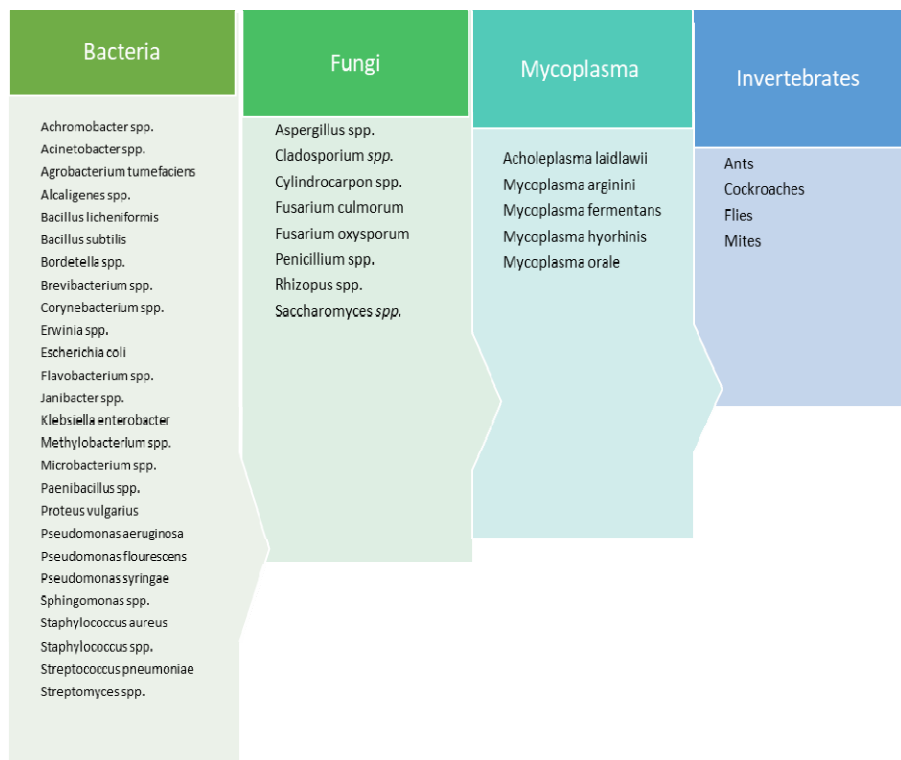 Bacteria
Achromobacter spp.
Acinetobacter spp.
Agrobacterium tumefaciens
Alcaligenes spp.
Bacillus licheniformis
Bacillus subtilis
Bordetella spp.
Brevibacterium spp.
Corynebacterium spp.
Erwinia spp.
Escherichia coli
Flavobacterium spp.
Janibacter spp.
Klebsiella enterobacter
Methylobacterium spp.
Microbacterium spp.
Paenibacillus spp.
Proteus vulgarius
Pseudomonas aeruginosa
Pseudomonas flourescens
Pseudomonas syringae
Sphingomonas spp.
Staphylococcus aureus
Staphylococcus spp.
Streptococcus pneumoniae
Streptomyces spp.
Fungi
Aspergillus spp.
Cladosporium spp.
Cylindrocarpon spp.
Fusarium culmorum
Fusarium oxysporum
Penicillium spp.
Rhizopus spp.
Saccharomyces spp.
Mycoplasma
Acholeplasma laidlawii
Mycoplasma arginini
Mycoplasma fermentans
Mycoplasma hyorhinis
Mycoplasma orale
Invertebrates
Ants
Cockroaches
Flies
Mites